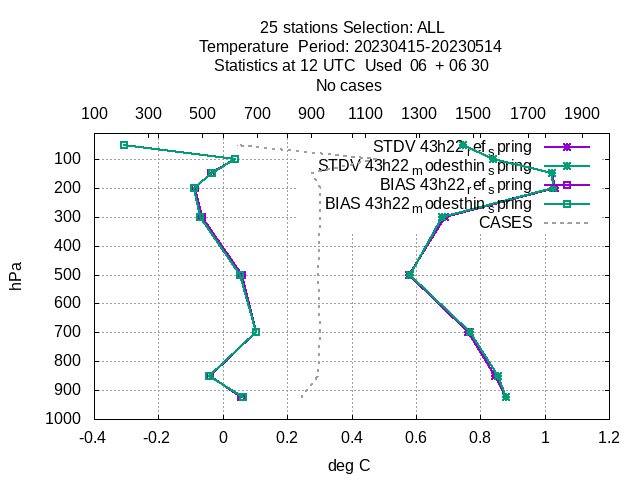 25 stations Selection: ALL
Temperature  Period: 20230415-20230514
Statistics at 12 UTC  Used  06  + 06 30
No cases
100 300 500 700 900 1100 1300 1500 1700 1900
STDV 43h22_ref_spring
100
STDV 43h22_modesthin_spring
BIAS 43h22_ref_spring
200
BIAS 43h22_modesthin_spring
300
CASES
400
hPa
500
600
700
800
900
1000
-0.4 -0.2 0 0.2 0.4 0.6 0.8 1 1.2
deg C